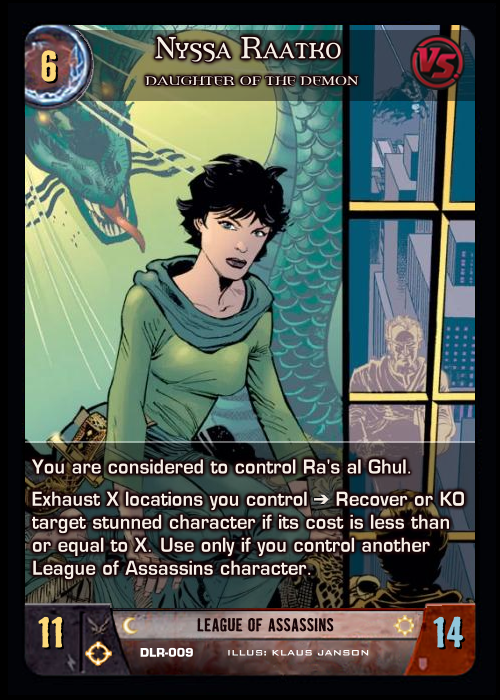 6
Nyssa Raatko
VS
DAUGHTER OF THE DEMON
You are considered to control Ra's al Ghul.
Exhaust X locations you control ➔ Recover or KO
target stunned character if its cost is less than
or equal to X. Use only if you control another
League of Assassins character.
11
LEAGUE OF ASSASSINS
14
DLR-009 ILLUS: KLAUS JANSON